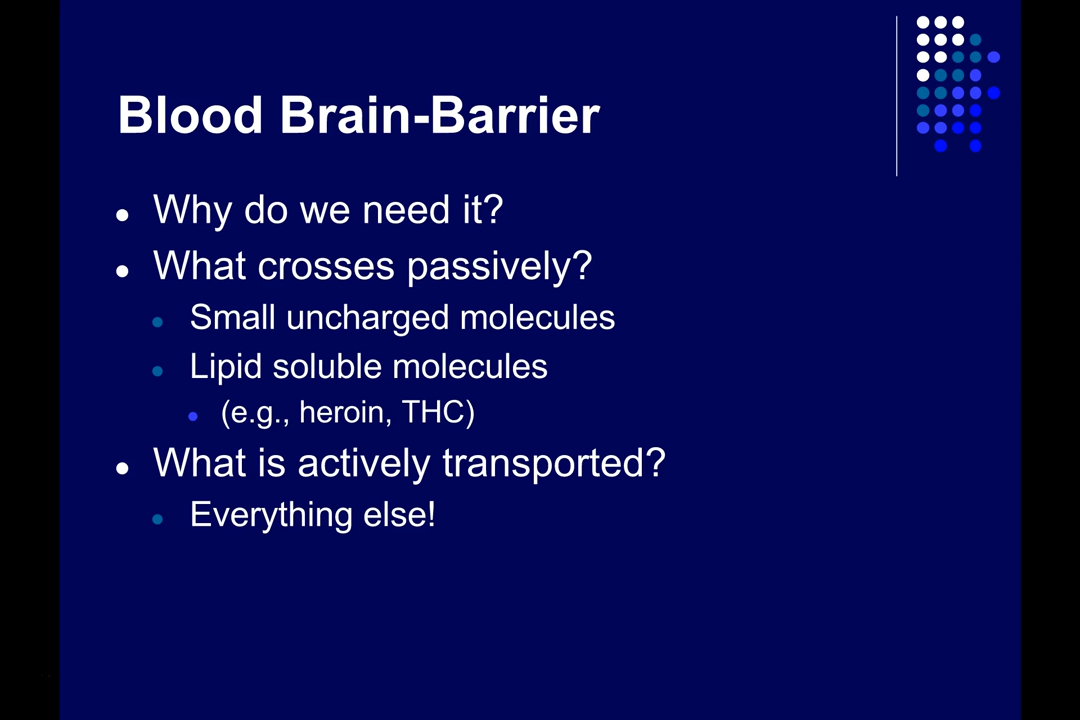 Blood Brain-Barrier
Why do we need it?
What crosses passively?
Small uncharged molecules
Lipid soluble molecules
(e.g., heroin, THC)
What is actively transported?
Everything else!